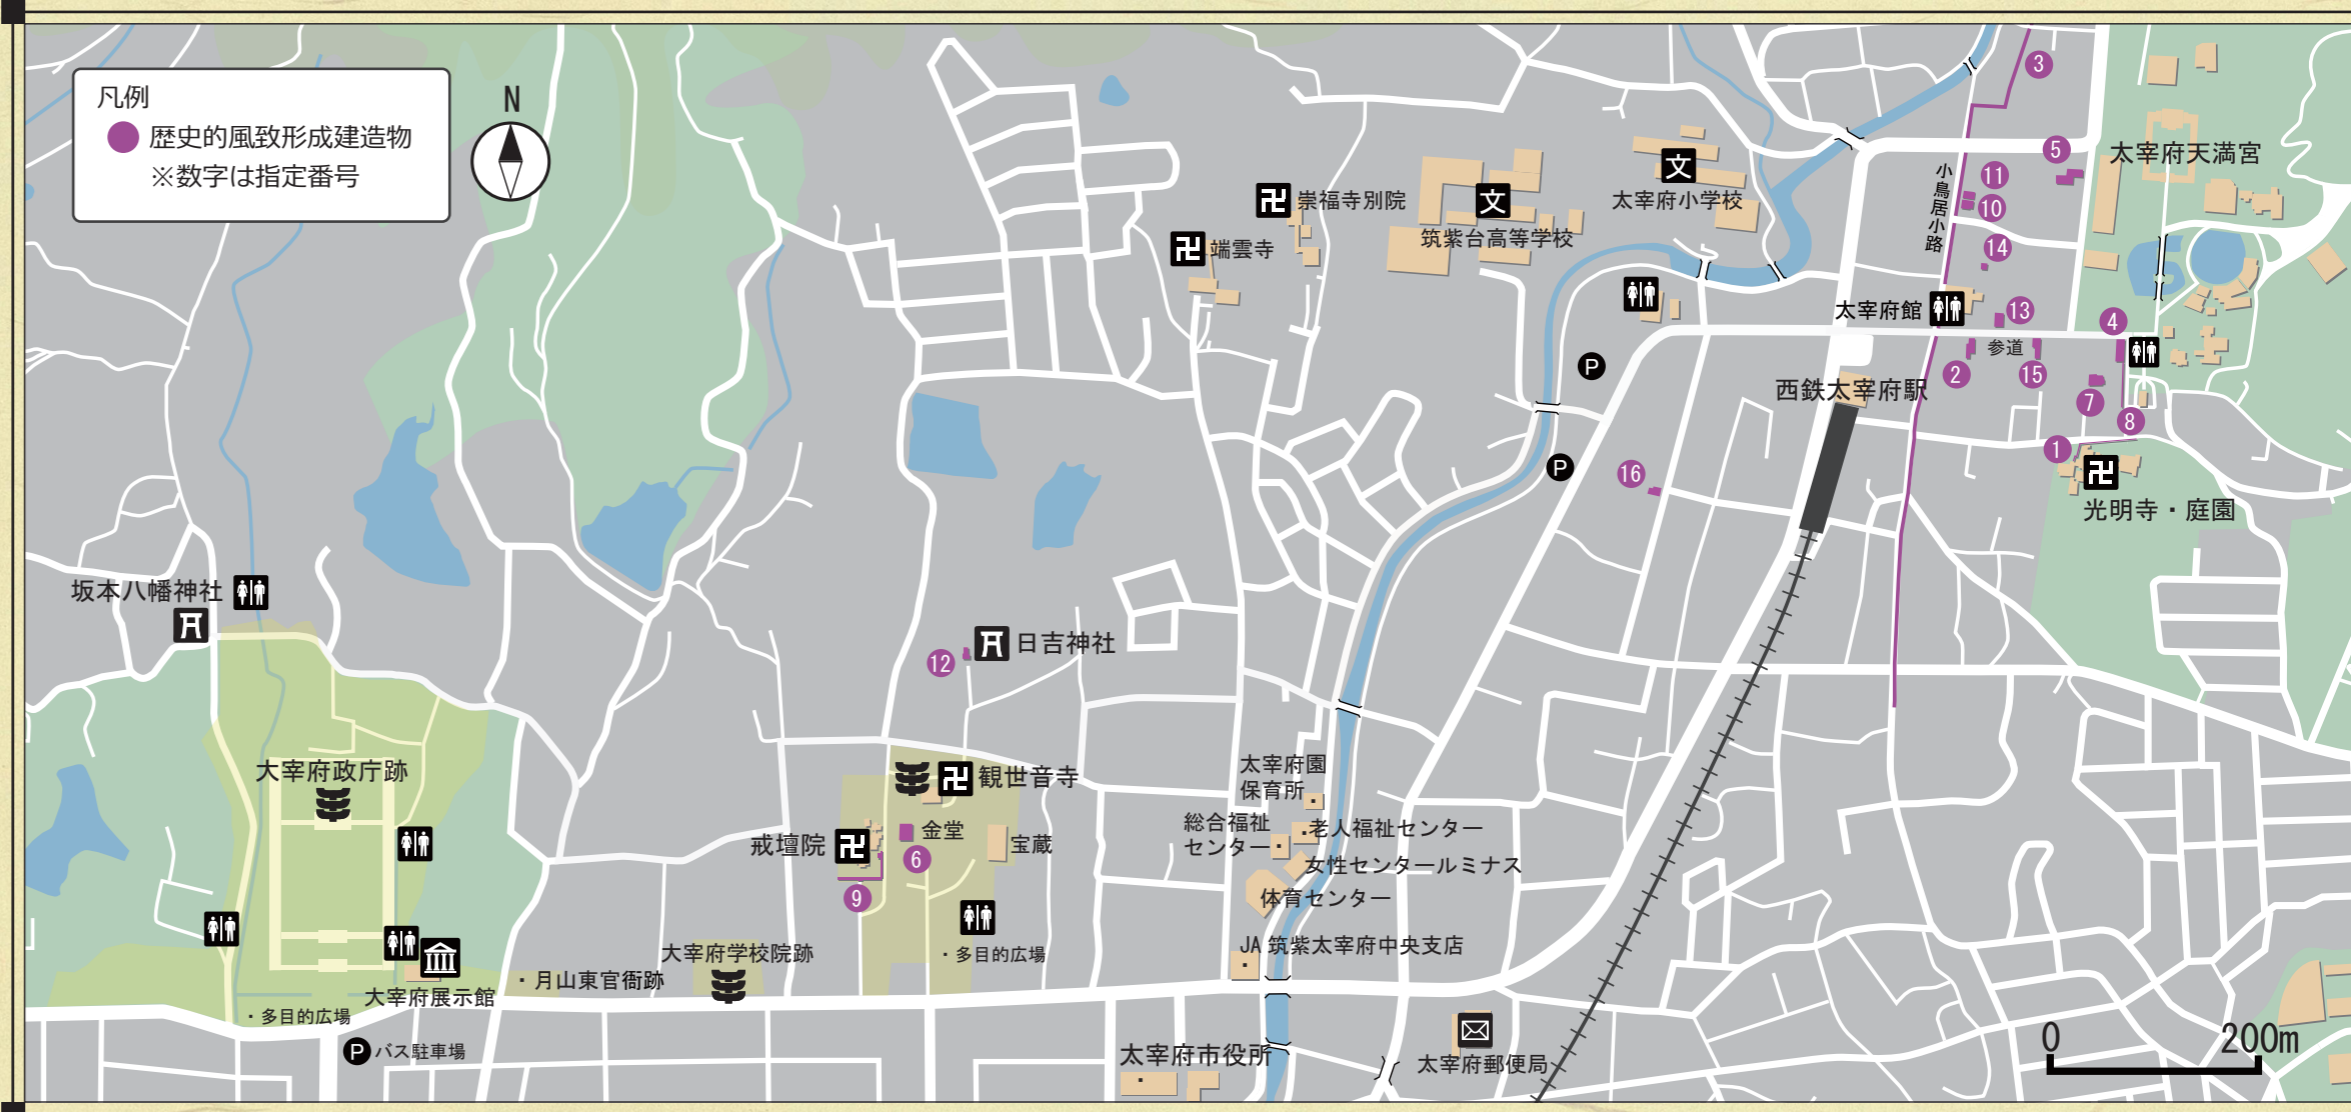 凡例
歴史的風致形成建造物
※数字は指定番号
N
3
5
太宰府天満宮
11
10
小鳥居小路
14
13
4
太宰府館
参道
2
15
7
8
1
西鉄太宰府駅
光明寺・庭園
文
太宰府小学校
文
筑紫台高等学校
崇福寺別院
端雲寺
P
P
16
坂本八幡神社
12
日吉神社
大宰府政庁跡
観世音寺
金堂
戒壇院
宝蔵
6
9
・多目的広場
大宰府学校院跡
・月山東官衙跡
大宰府展示館
・多目的広場
P
バス駐車場
太宰府園
保育所
総合福祉
センター
老人福祉センター
女性センタールミナス
体育センター
JA 筑紫太宰府中央支店
太宰府市役所
太宰府郵便局
0
200m